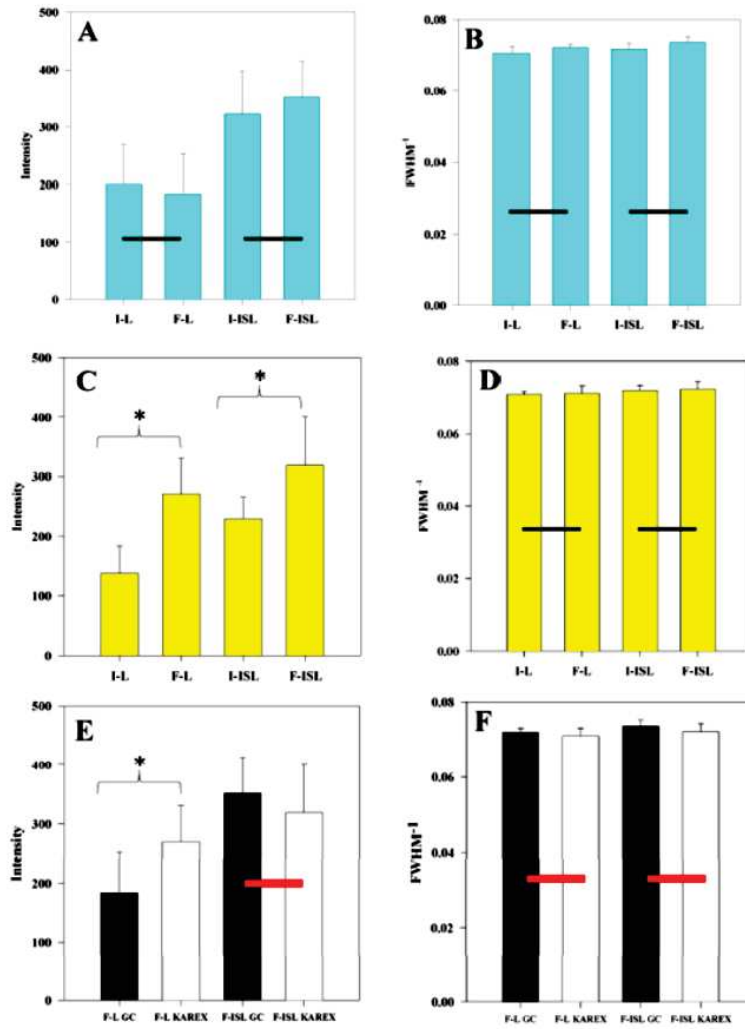 A
500
400
300
200
100
0
Intensity
I-L F-L I-ISL F-ISL
B
0.08
0.06
0.04
0.02
0.00
FWHM⁻¹
I-L F-L I-ISL F-ISL
C
500
400
300
200
100
0
Intensity
* *
I-L F-L I-ISL F-ISL
D
0.08
0.06
0.04
0.02
0.00
FWHM⁻¹
I-L F-L I-ISL F-ISL
E
500
400
300
200
100
0
Intensity
*
F-L GC F-L KAREX F-ISL GC F-ISL KAREX
F
0.08
0.06
0.04
0.02
0.00
FWHM⁻¹
F-L GC F-L KAREX F-ISL GC F-ISL KAREX